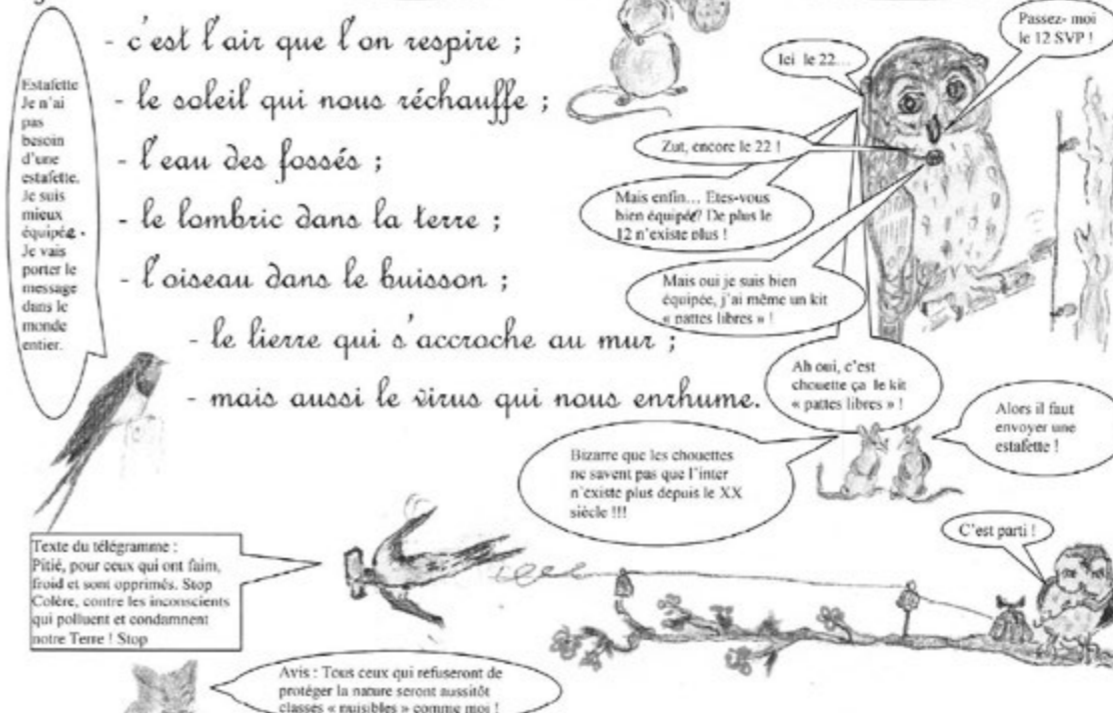 - c'est l'air que l'on respire ;
- le soleil qui nous réchauffe ;
- l'eau des fossés ;
- le lombric dans la terre ;
- l'oiseau dans le buisson ;
- le lierre qui s'accroche au mur ;
- mais aussi le virus qui nous enrhume.
Estafette
Je n'ai
pas
besoin
d'une
estafette.
Je suis
mieux
équipée.
Je vais
porter le
message
dans le
monde
entier.
Passez- moi
le 12 SVP !
Ici le 22...
Zut, encore le 22 !
Mais enfin... Etes-vous
bien équipée? De plus le
12 n'existe plus !
Mais oui je suis bien
équipée, j'ai même un kit
« pattes libres » !
Ah oui, c'est
chouette ça le kit
« pattes libres » !
Bizarre que les chouettes
ne savent pas que l'inter
n'existe plus depuis le XX
siècle !!!
Alors il faut
envoyer une
estafette !
C'est parti !
Texte du télégramme :
Pitié, pour ceux qui ont faim,
froid et sont opprimés. Stop
Colère, contre les inconscients
qui polluent et condamnent
notre Terre ! Stop
Avis : Tous ceux qui refuseront de
protéger la nature seront aussitôt
classés « nuisibles » comme moi !